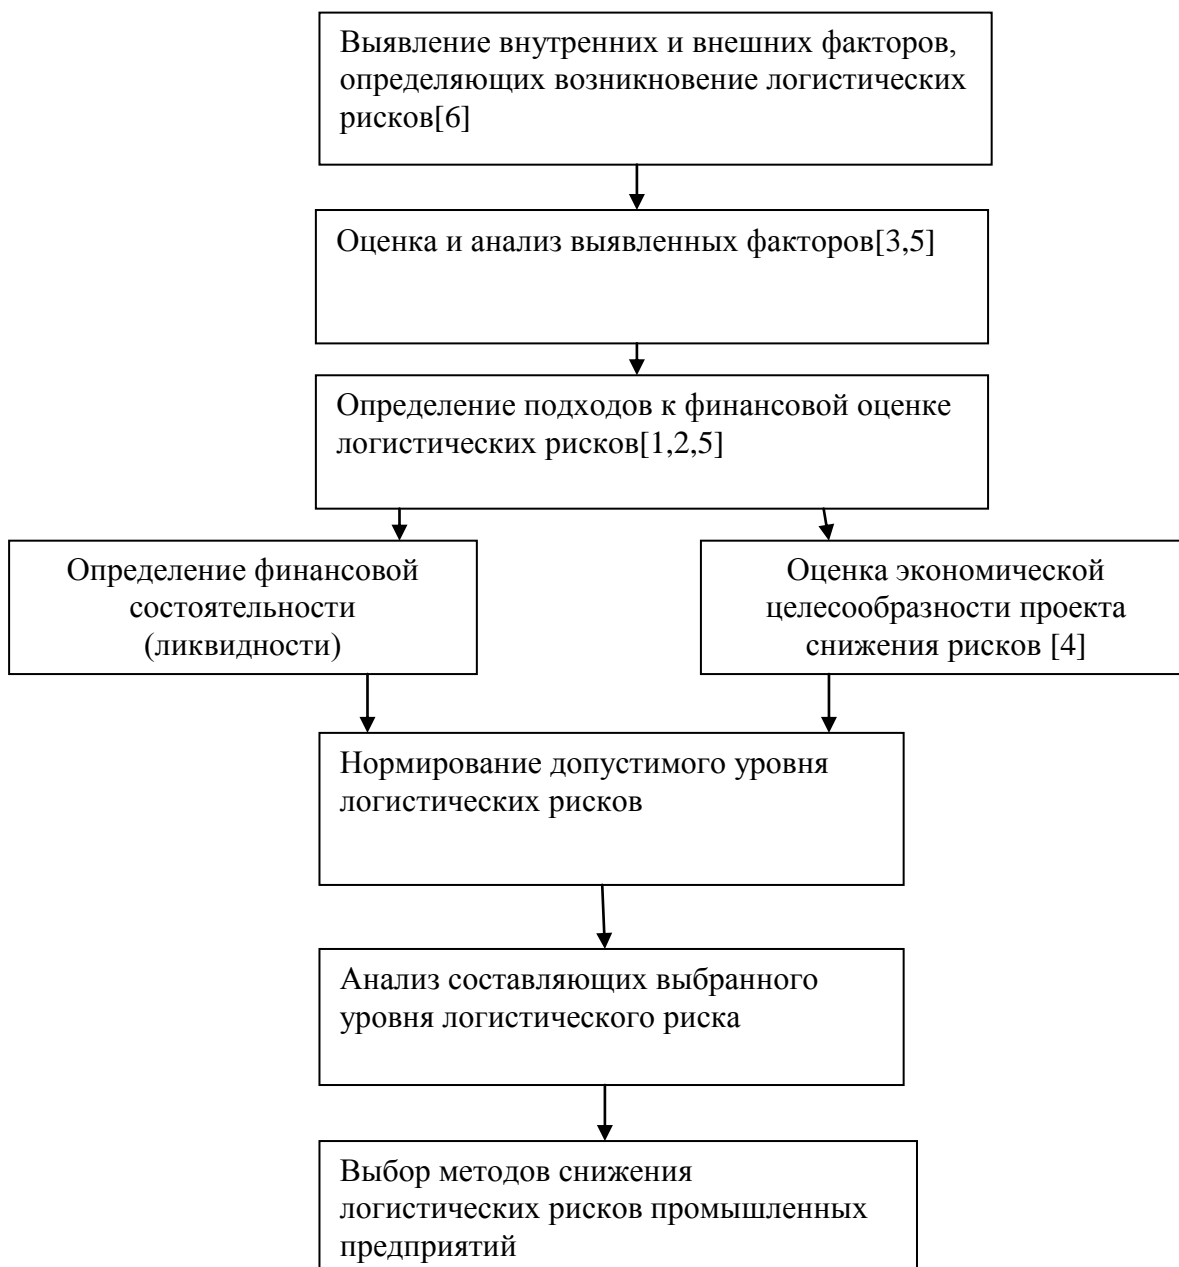 Выявление внутренних и внешних факторов,
определяющих возникновение логистических
рисков[6]
Оценка и анализ выявленных факторов[3,5]
Определение подходов к финансовой оценке
логистических рисков[1,2,5]
Определение финансовой
состоятельности
(ликвидности)
Оценка экономической
целесообразности проекта
снижения рисков [4]
Нормирование допустимого уровня
логистических рисков
Анализ составляющих выбранного
уровня логистического риска
Выбор методов снижения
логистических рисков промышленных
предприятий